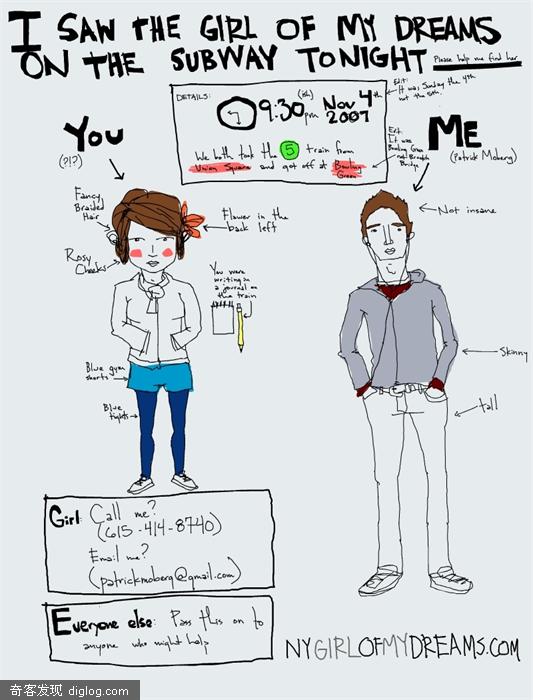 I SAW THE GIRL OF MY DREAMS
ON THE SUBWAY TONIGHT
Please help me find her
DETAILS:
9:30 pm (ish) Nov 4th 2007
Edit:
It was Sunday the 4th
not the 5th.
We both took the 5 train from
Union Square and got off at Bowling
Green
Edit:
It was
Bowling Green
not Brooklyn
Bridge
YOU
(?!?)
ME
(Patrick Moberg)
Fancy
Braided
Hair
Flower in the
back left
Rosy
Cheeks
You were
writing in
a journal on
the train
Blue gym
shorts
Blue
tights
Not insane
Skinny
tall
Girl: Call me?
(615-414-8740)
Email me?
(patrickmoberg@gmail.com)
Everyone else: Pass this on to
anyone who might help
NYGIRLOFMYDREAMS.COM
奇客发现 diglog.com